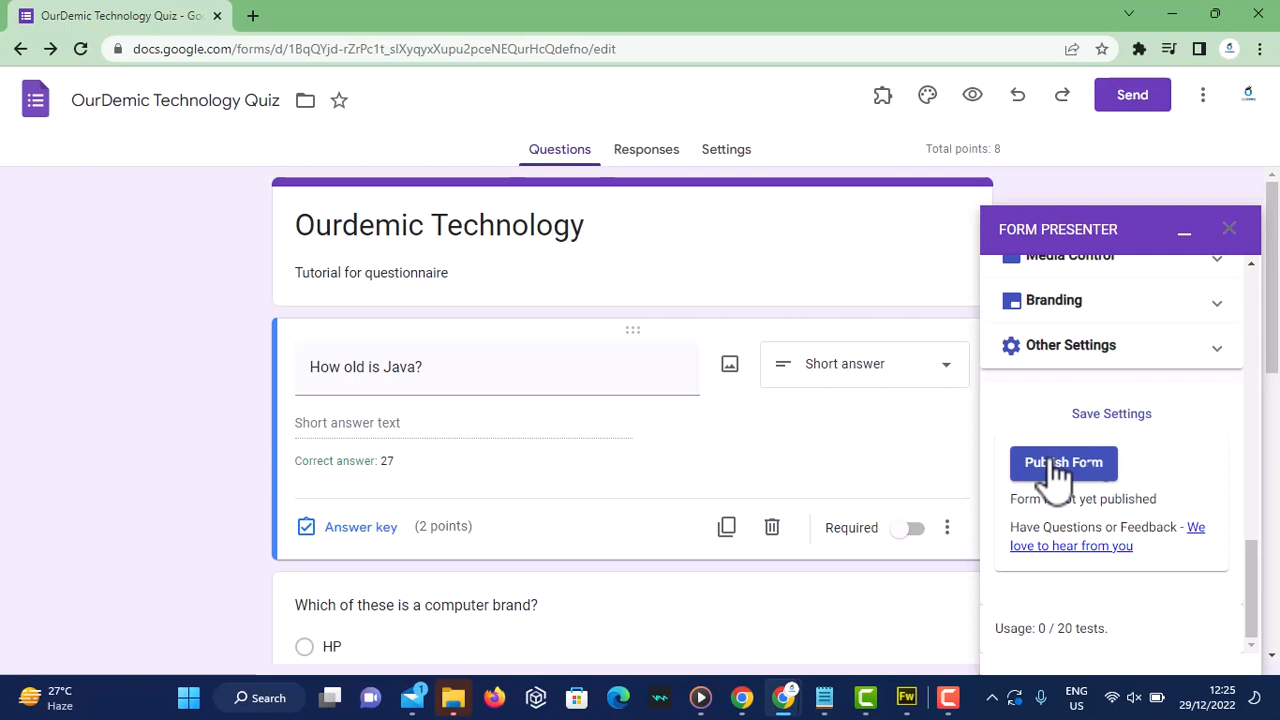 OurDemic Technology Quiz - Go
docs.google.com/forms/d/1BqQYjd-rZrPc1t_slXyqyxXupu2pceNEQurHcQdefno/edit
OurDemic Technology Quiz
Send
Questions
Responses
Settings
Total points: 8
Ourdemic Technology
Tutorial for questionnaire
How old is Java?
Short answer
Short answer text
Correct answer: 27
Answer key
(2 points)
Required
Which of these is a computer brand?
HP
FORM PRESENTER
Media Control
Branding
Other Settings
Save Settings
Publish Form
Form not yet published
Have Questions or Feedback - We
love to hear from you
Usage: 0 / 20 tests.
27°C
Haze
Search
1
Fw
ENG
US
12:25
29/12/2022